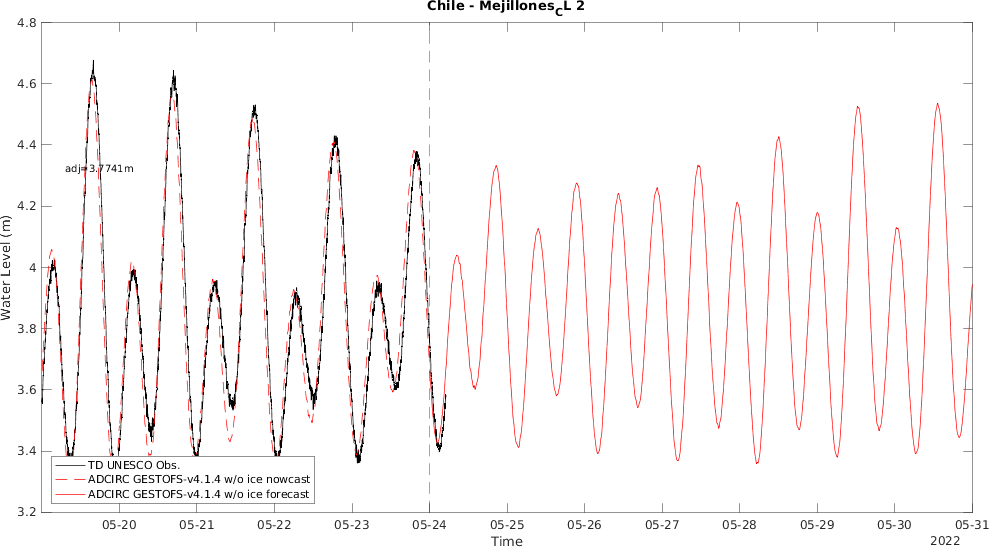 Chile - Mejillones_CL 2
4.8
4.6
4.4
4.2
4
3.8
3.6
3.4
3.2
Water Level (m)
adj=3.7741m
TD UNESCO Obs.
ADCIRC GESTOFS-v4.1.4 w/o ice nowcast
ADCIRC GESTOFS-v4.1.4 w/o ice forecast
05-20 05-21 05-22 05-23 05-24 05-25 05-26 05-27 05-28 05-29 05-30 05-31
Time
2022